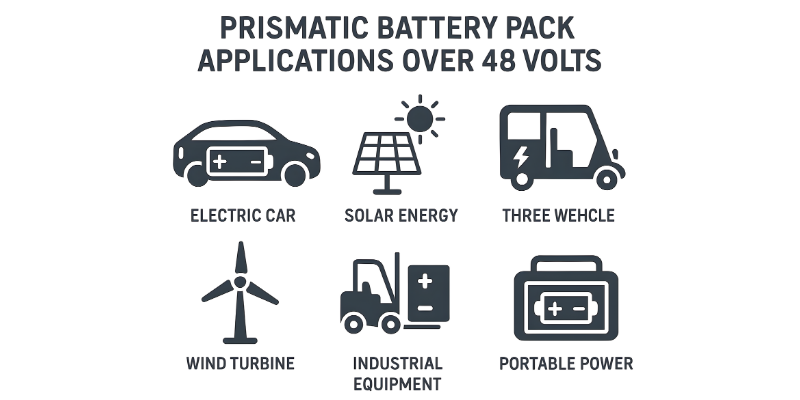 PRISMATIC BATTERY PACK
APPLICATIONS OVER 48 VOLTS
ELECTRIC CAR
SOLAR ENERGY
THREE WEHCLE
WIND TURBINE
INDUSTRIAL
EQUIPMENT
PORTABLE POWER